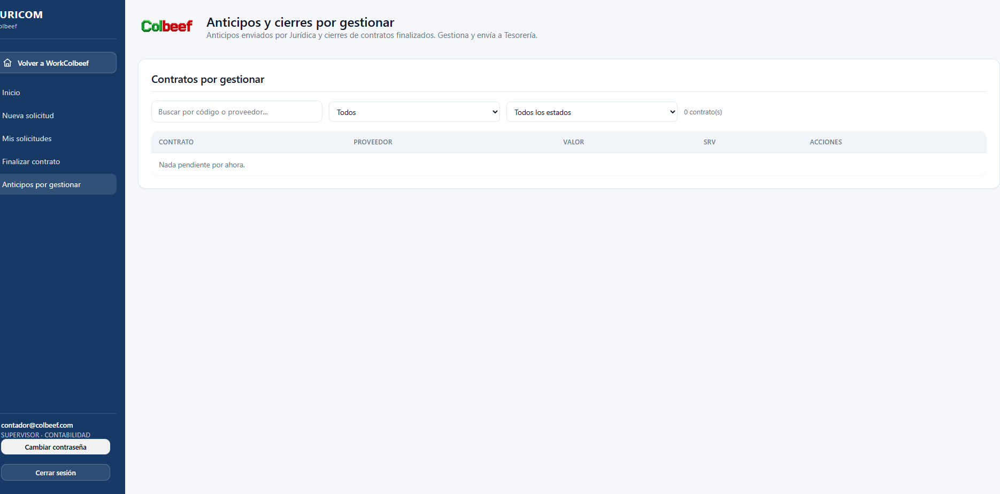 URICOM
olbeef
Volver a WorkColbeef
Inicio
Nueva solicitud
Mis solicitudes
Finalizar contrato
Anticipos por gestionar
contador@colbeef.com
SUPERVISOR · CONTABILIDAD
Cambiar contraseña
Cerrar sesión
Colbeef
Anticipos y cierres por gestionar
Anticipos enviados por Jurídica y cierres de contratos finalizados. Gestiona y envía a Tesorería.
Contratos por gestionar
Buscar por código o proveedor... Todos Todos los estados 0 contrato(s)
CONTRATO PROVEEDOR VALOR SRV ACCIONES
Nada pendiente por ahora.